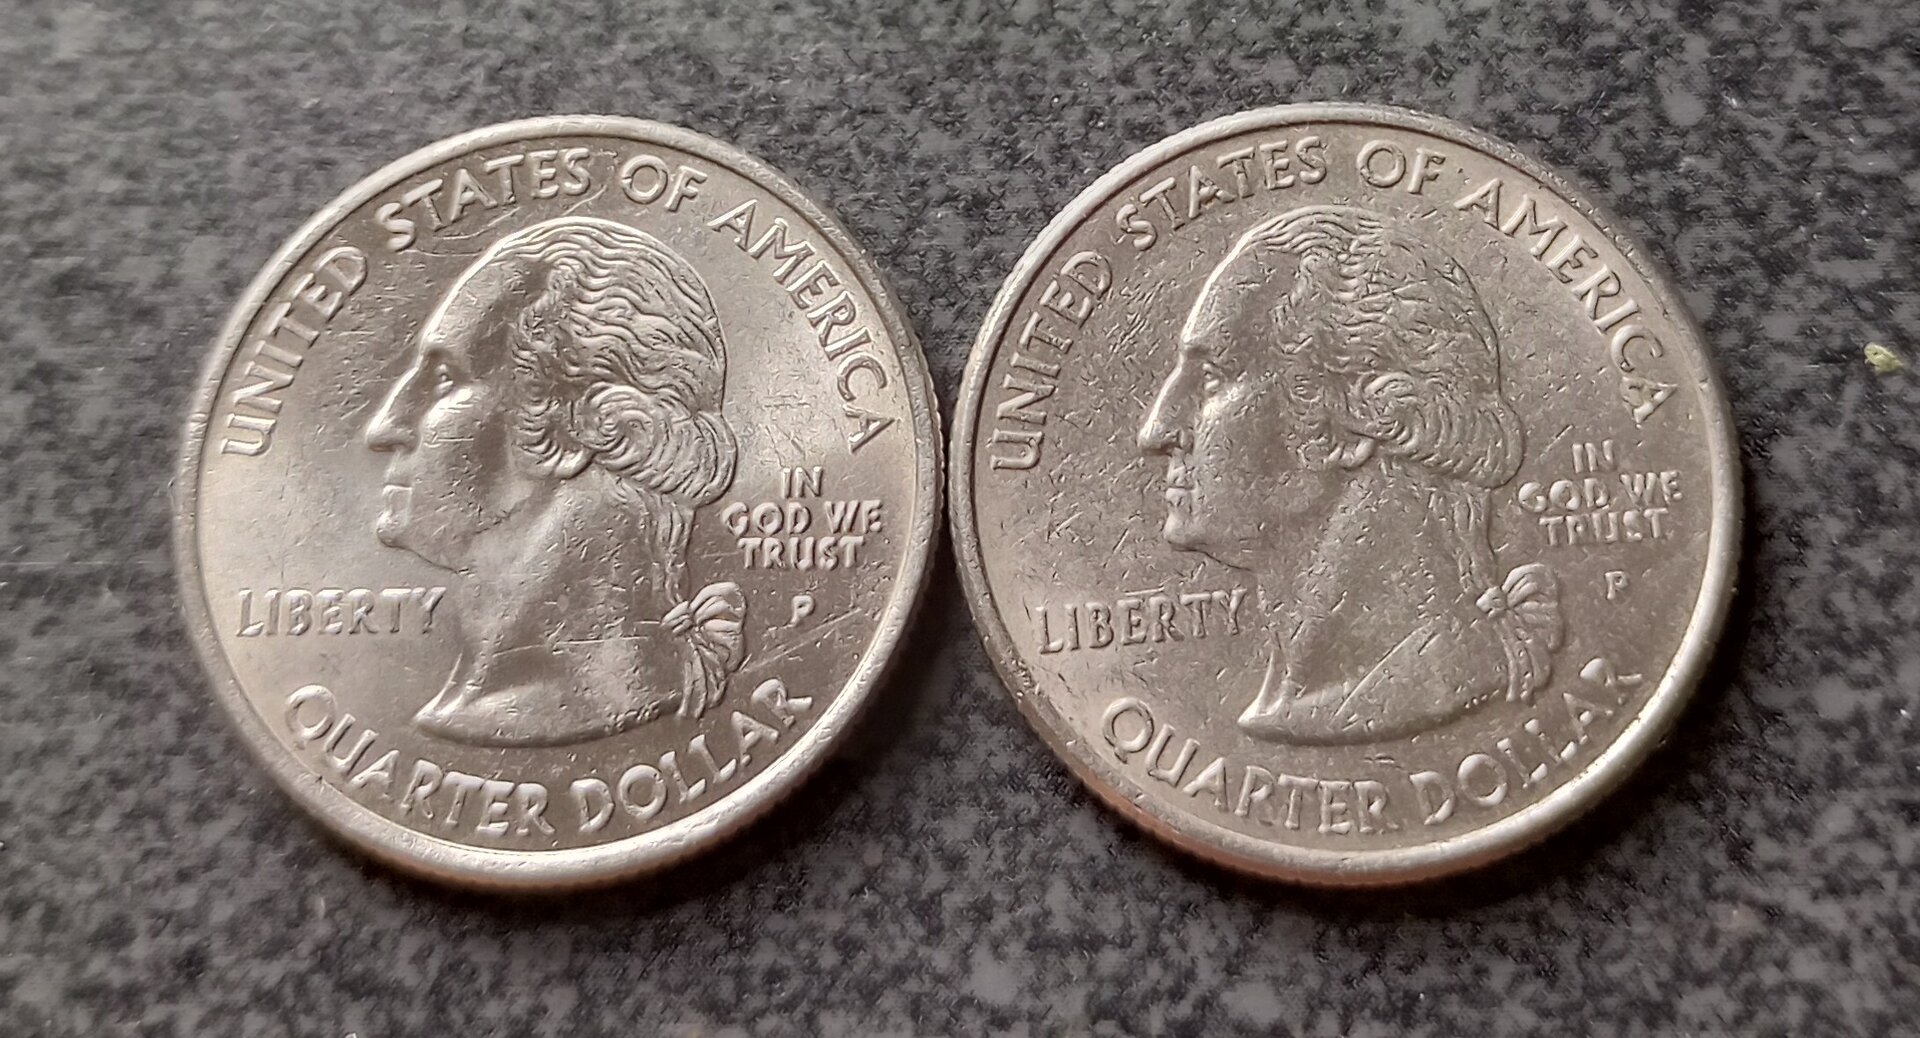 UNITED STATES OF AMERICA
LIBERTY
IN
GOD WE
TRUST
P
QUARTER DOLLAR
UNITED STATES OF AMERICA
LIBERTY
IN
GOD WE
TRUST
P
QUARTER DOLLAR